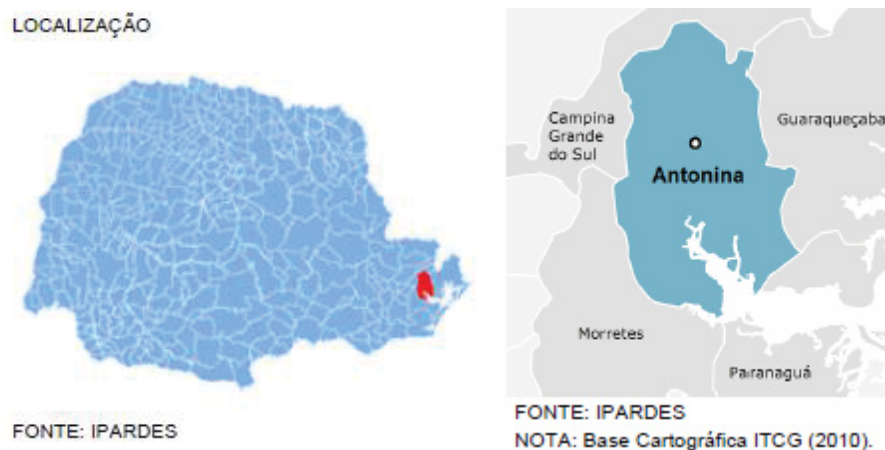 LOCALIZAÇÃO
FONTE: IPARDES
Campina
Grande
do Sul
Guaraqueçaba
Antonina
Morretes
Paranaguá
FONTE: IPARDES
NOTA: Base Cartográfica ITCG (2010).